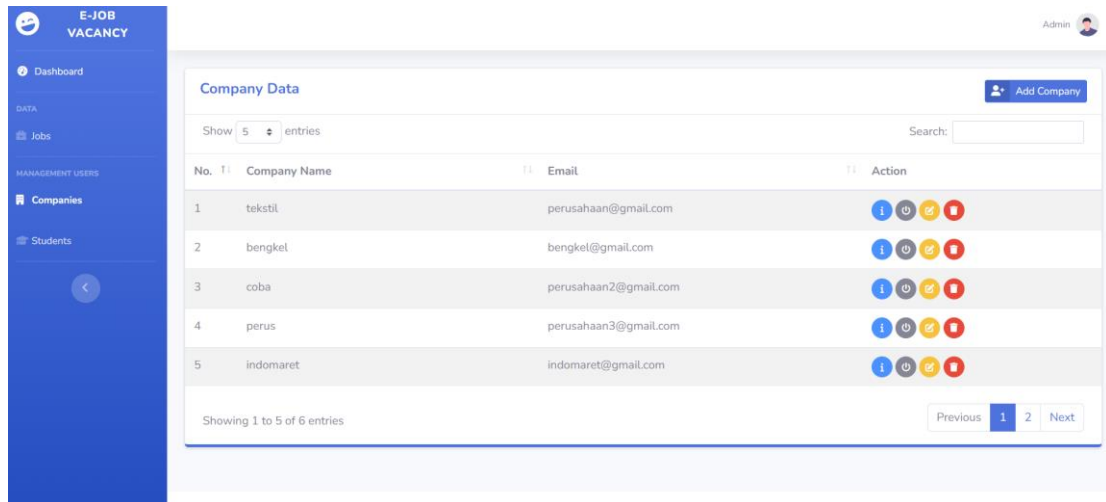 E-JOB
VACANCY
Admin
Dashboard
DATA
Jobs
MANAGEMENT USERS
Companies
Students
Company Data
Add Company
Show 5 entries
Search:
No. Company Name Email Action
1 tekstil perusahaan@gmail.com
2 bengkel bengkel@gmail.com
3 coba perusahaan2@gmail.com
4 perus perusahaan3@gmail.com
5 indomaret indomaret@gmail.com
Showing 1 to 5 of 6 entries
Previous 1 2 Next